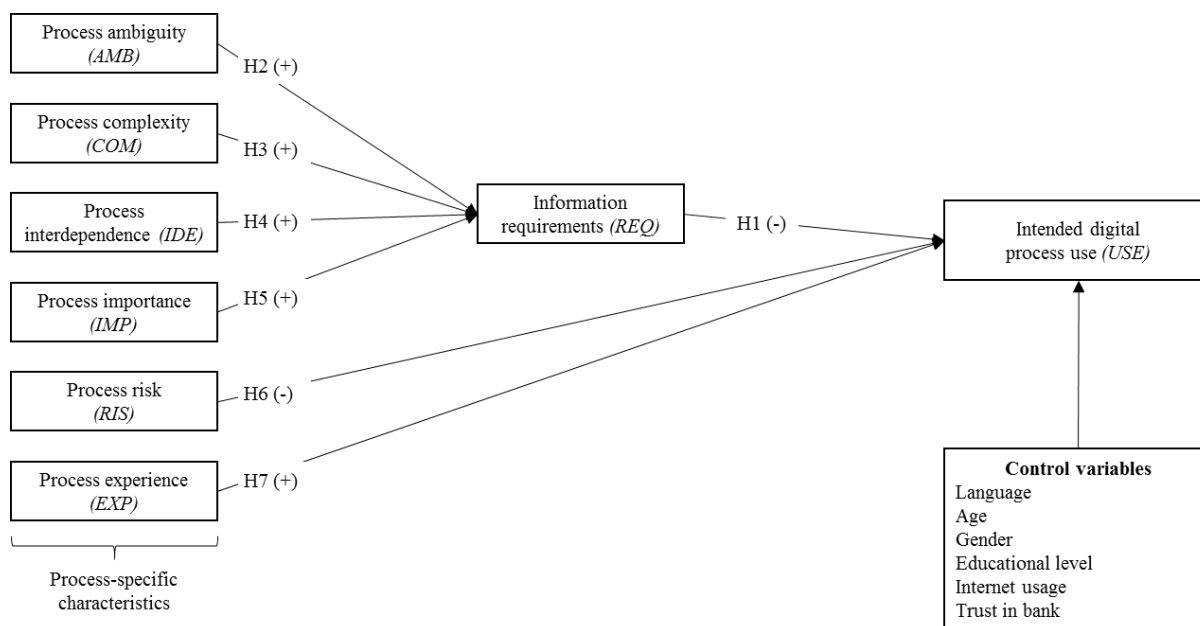 Process ambiguity
(AMB)
H2 (+)
Process complexity
(COM)
H3 (+)
Process
interdependence (IDE)
H4 (+)
Process importance
(IMP)
H5 (+)
Process risk
(RIS)
H6 (-)
Process experience
(EXP)
H7 (+)
Process-specific
characteristics
Information
requirements (REQ)
H1 (-)
Intended digital
process use (USE)
Control variables
Language
Age
Gender
Educational level
Internet usage
Trust in bank